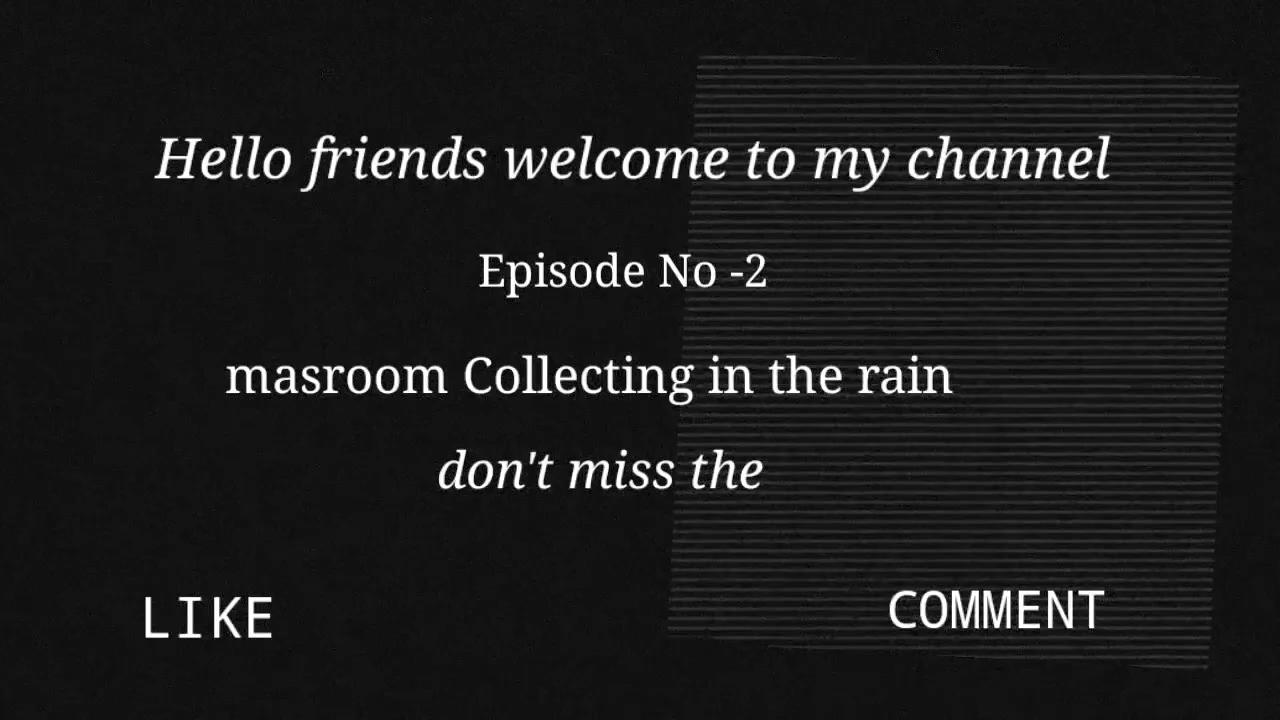 Hello friends welcome to my channel
Episode No -2
masroom Collecting in the rain
don't miss the
LIKE
COMMENT